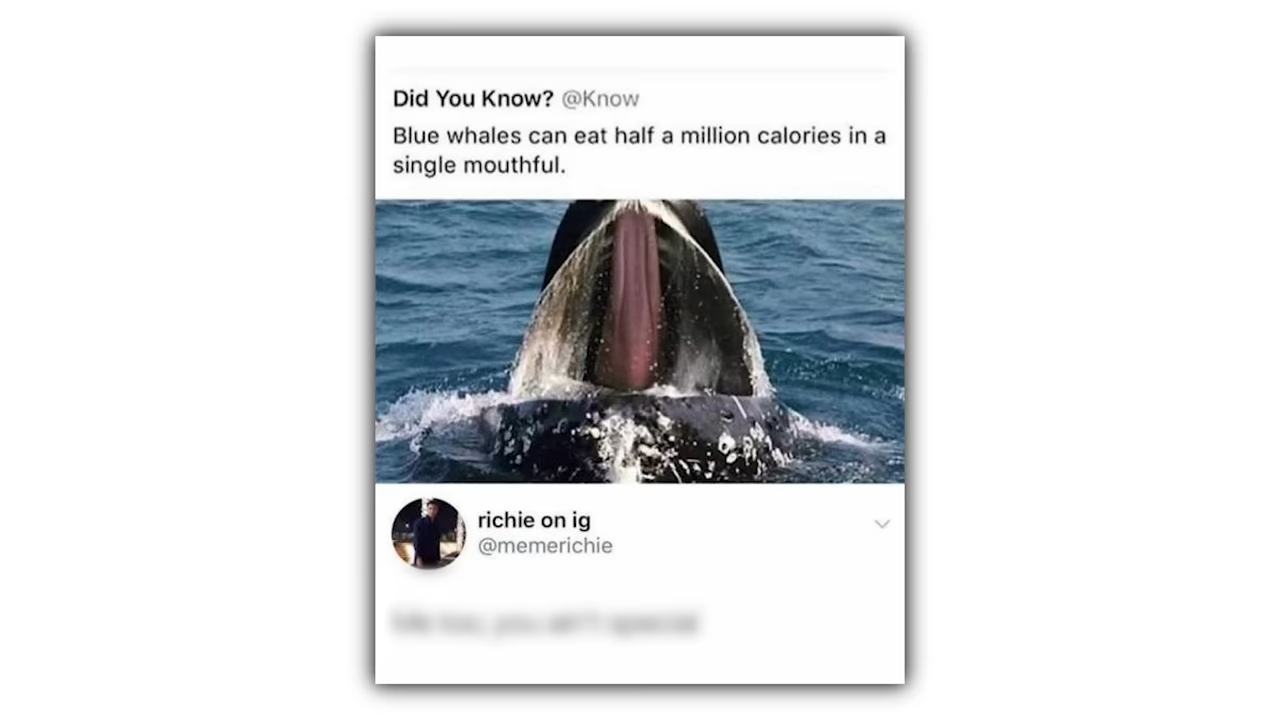 Did You Know? @Know
Blue whales can eat half a million calories in a
single mouthful.
richie on ig
@memerichie